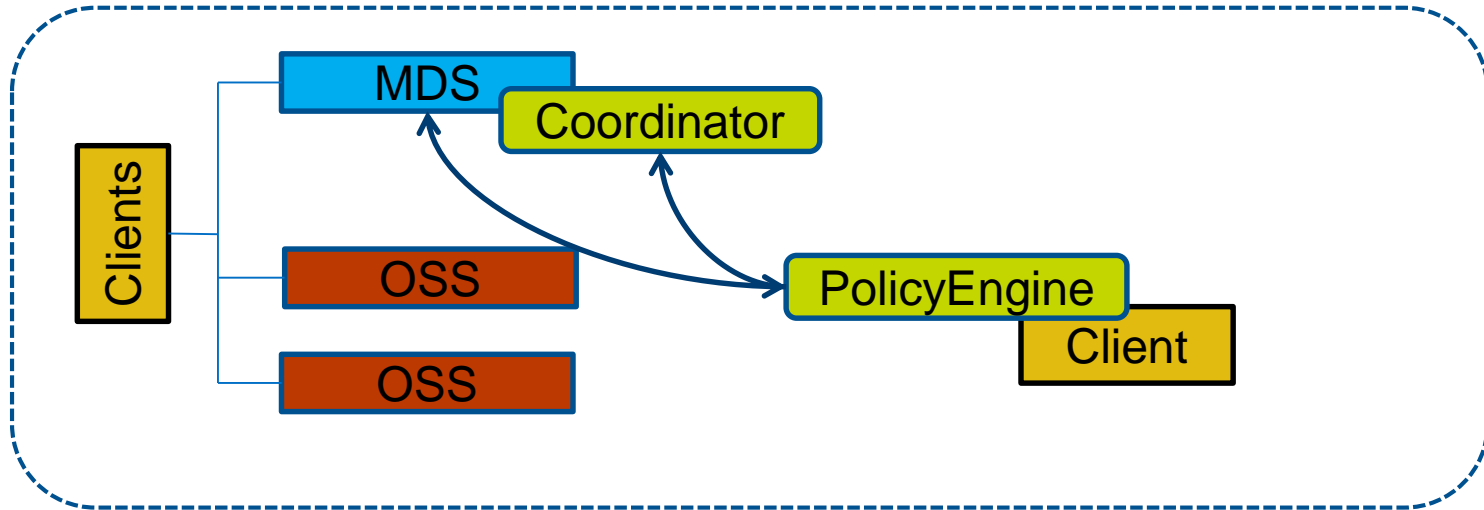 MDS
Coordinator
Clients
OSS
PolicyEngine
Client
OSS